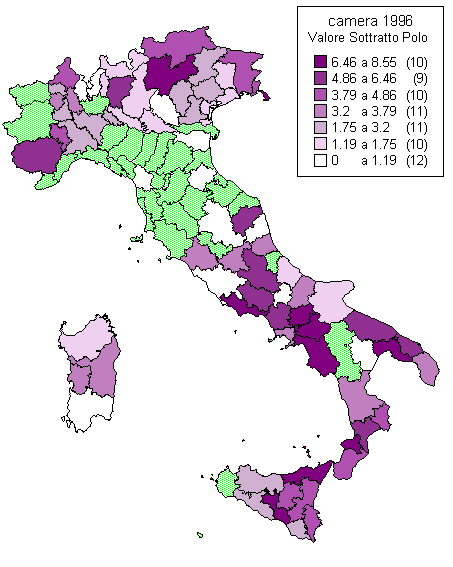 camera 1996
Valore Sottratto Polo
6.46 a 8.55 (10)
4.86 a 6.46 (9)
3.79 a 4.86 (10)
3.2 a 3.79 (11)
1.75 a 3.2 (11)
1.19 a 1.75 (10)
0 a 1.19 (12)